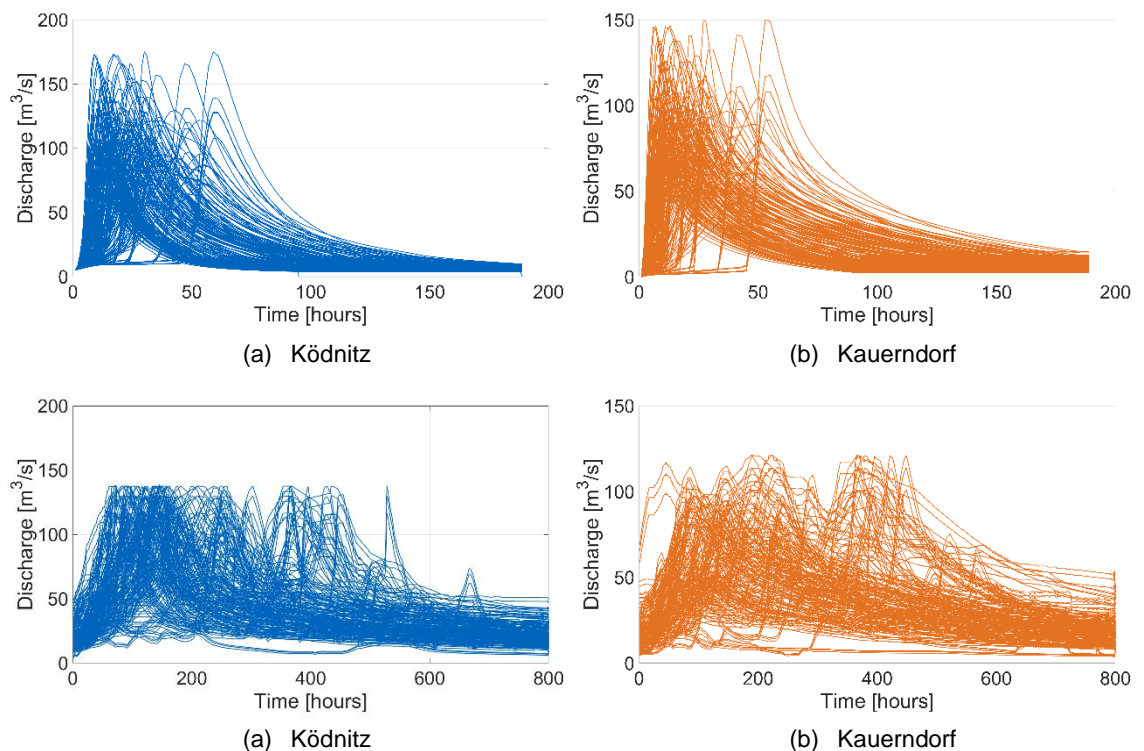 200
150
100
50
0
0 50 100 150 200
Discharge [m³/s]
Time [hours]
(a) Ködnitz
150
100
50
0
0 50 100 150 200
Discharge [m³/s]
Time [hours]
(b) Kauerndorf
200
150
100
50
0
0 200 400 600 800
Discharge [m³/s]
Time [hours]
(a) Ködnitz
150
100
50
0
0 200 400 600 800
Discharge [m³/s]
Time [hours]
(b) Kauerndorf